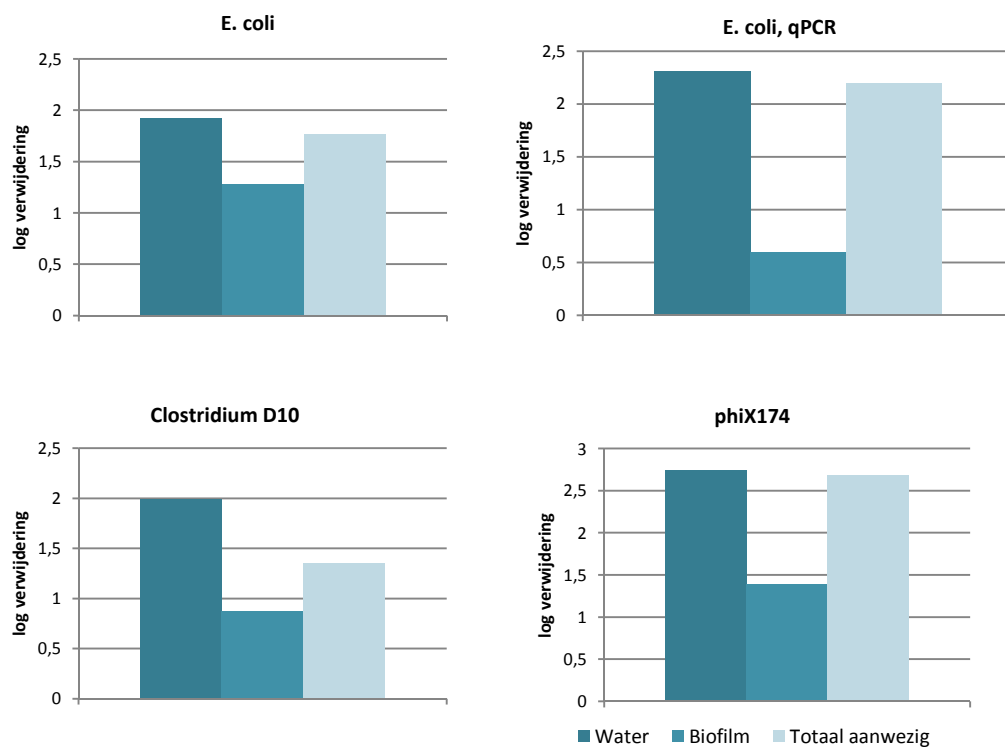 E. coli
2,5
2
1,5
1
0,5
0
log verwijdering
E. coli, qPCR
2,5
2
1,5
1
0,5
0
log verwijdering
Clostridium D10
2,5
2
1,5
1
0,5
0
log verwijdering
phiX174
3
2,5
2
1,5
1
0,5
0
log verwijdering
Water Biofilm Totaal aanwezig